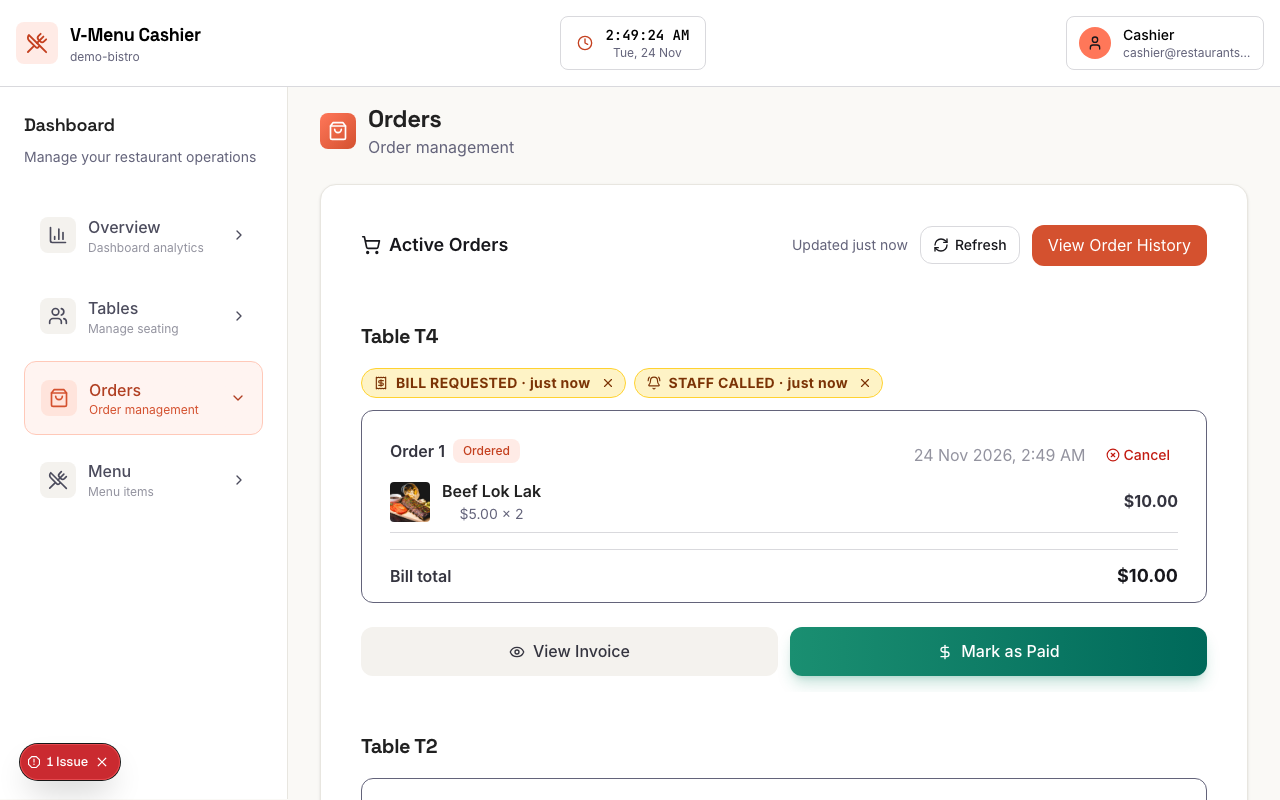 V-Menu Cashier
demo-bistro
2:49:24 AM
Tue, 24 Nov
Cashier
cashier@restaurants...
Dashboard
Manage your restaurant operations
Overview
Dashboard analytics
Tables
Manage seating
Orders
Order management
Menu
Menu items
1 Issue
Orders
Order management
Active Orders
Updated just now
Refresh
View Order History
Table T4
BILL REQUESTED · just now
STAFF CALLED · just now
Order 1
Ordered
24 Nov 2026, 2:49 AM
Cancel
Beef Lok Lak
$5.00 × 2
$10.00
Bill total
$10.00
View Invoice
Mark as Paid
Table T2